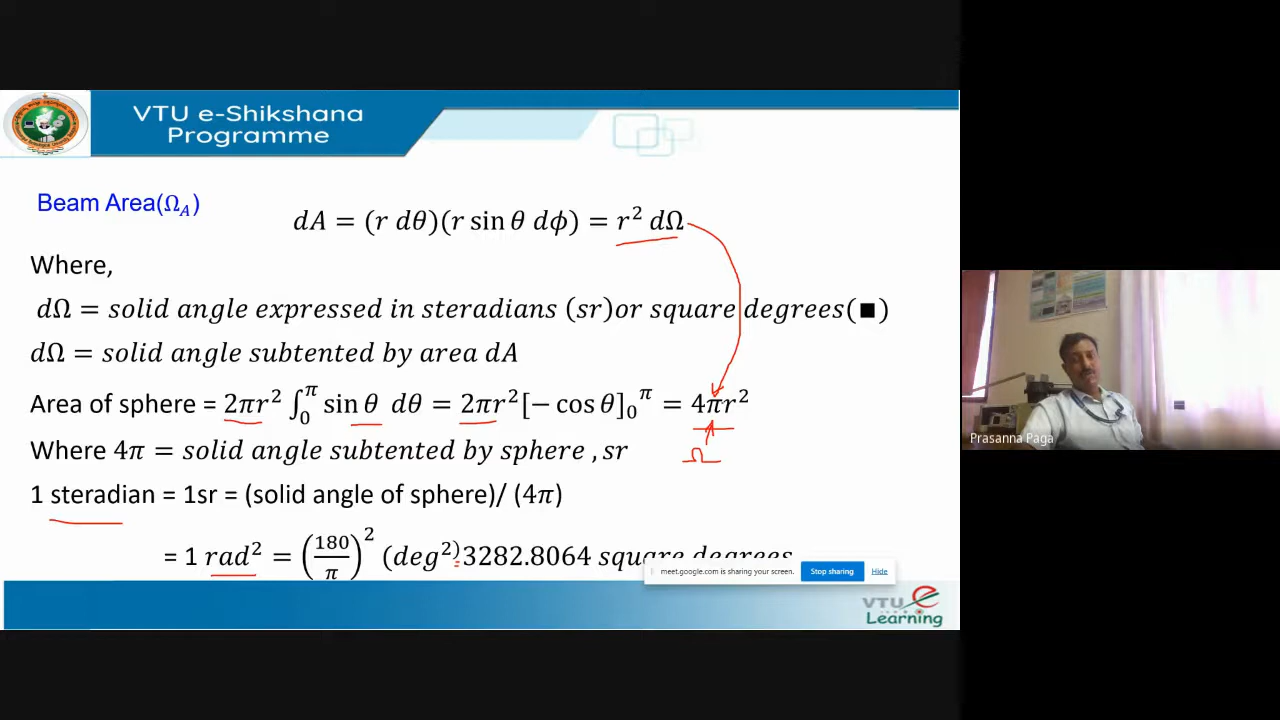 VTU e-Shikshana
Programme
Beam Area(Ω_A)
dA = (r dθ)(r sin θ dϕ) = r² dΩ
Where,
dΩ = solid angle expressed in steradians (sr)or square degrees(■)
dΩ = solid angle subtented by area dA
Area of sphere = 2πr² ∫₀^π sin θ dθ = 2πr²[− cos θ]₀^π = 4πr²
Where 4π = solid angle subtented by sphere , sr
Ω
1 steradian = 1sr = (solid angle of sphere)/ (4π)
= 1 rad² = (180/π)² (deg²) = 3282.8064 square degrees
meet.google.com is sharing your screen. Stop sharing Hide
VTU e
Learning
Prasanna Paga